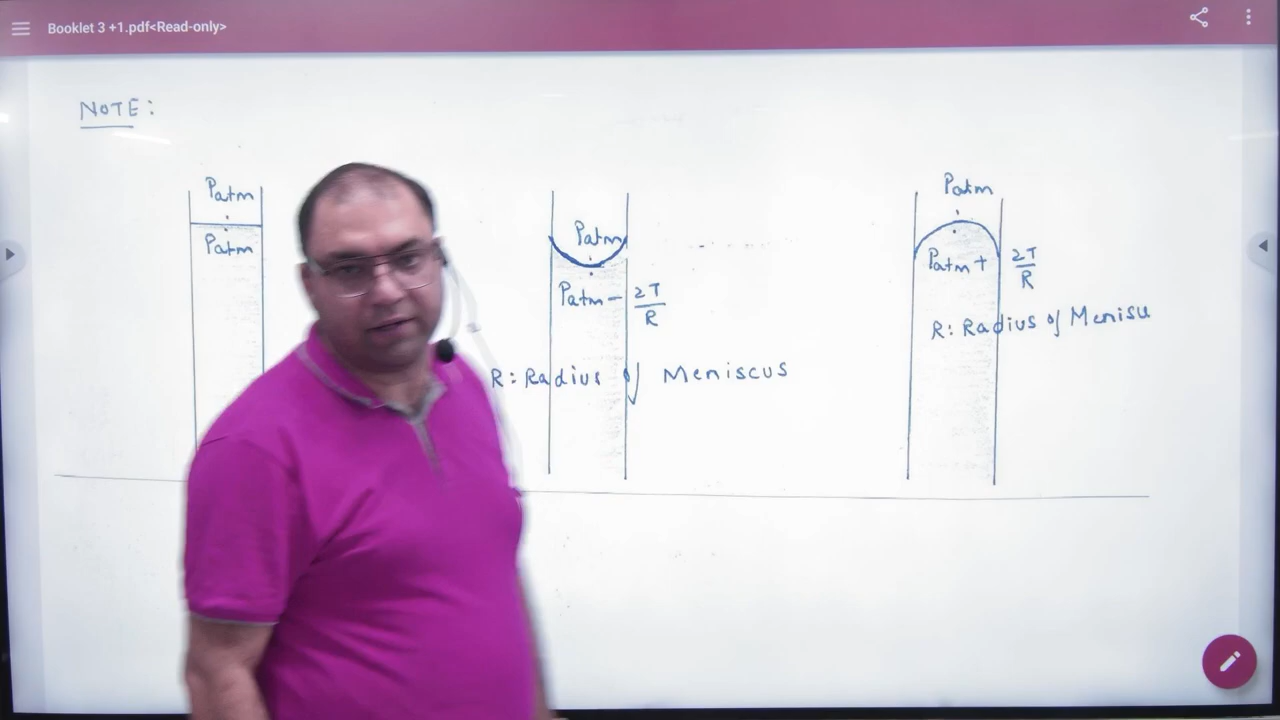 Booklet 3 +1.pdf<Read-only>
NOTE:
Patm
Patm
Patm
Patm - 2T/R
R: Radius of Meniscus
Patm
Patm + 2T/R
R: Radius of Menisu